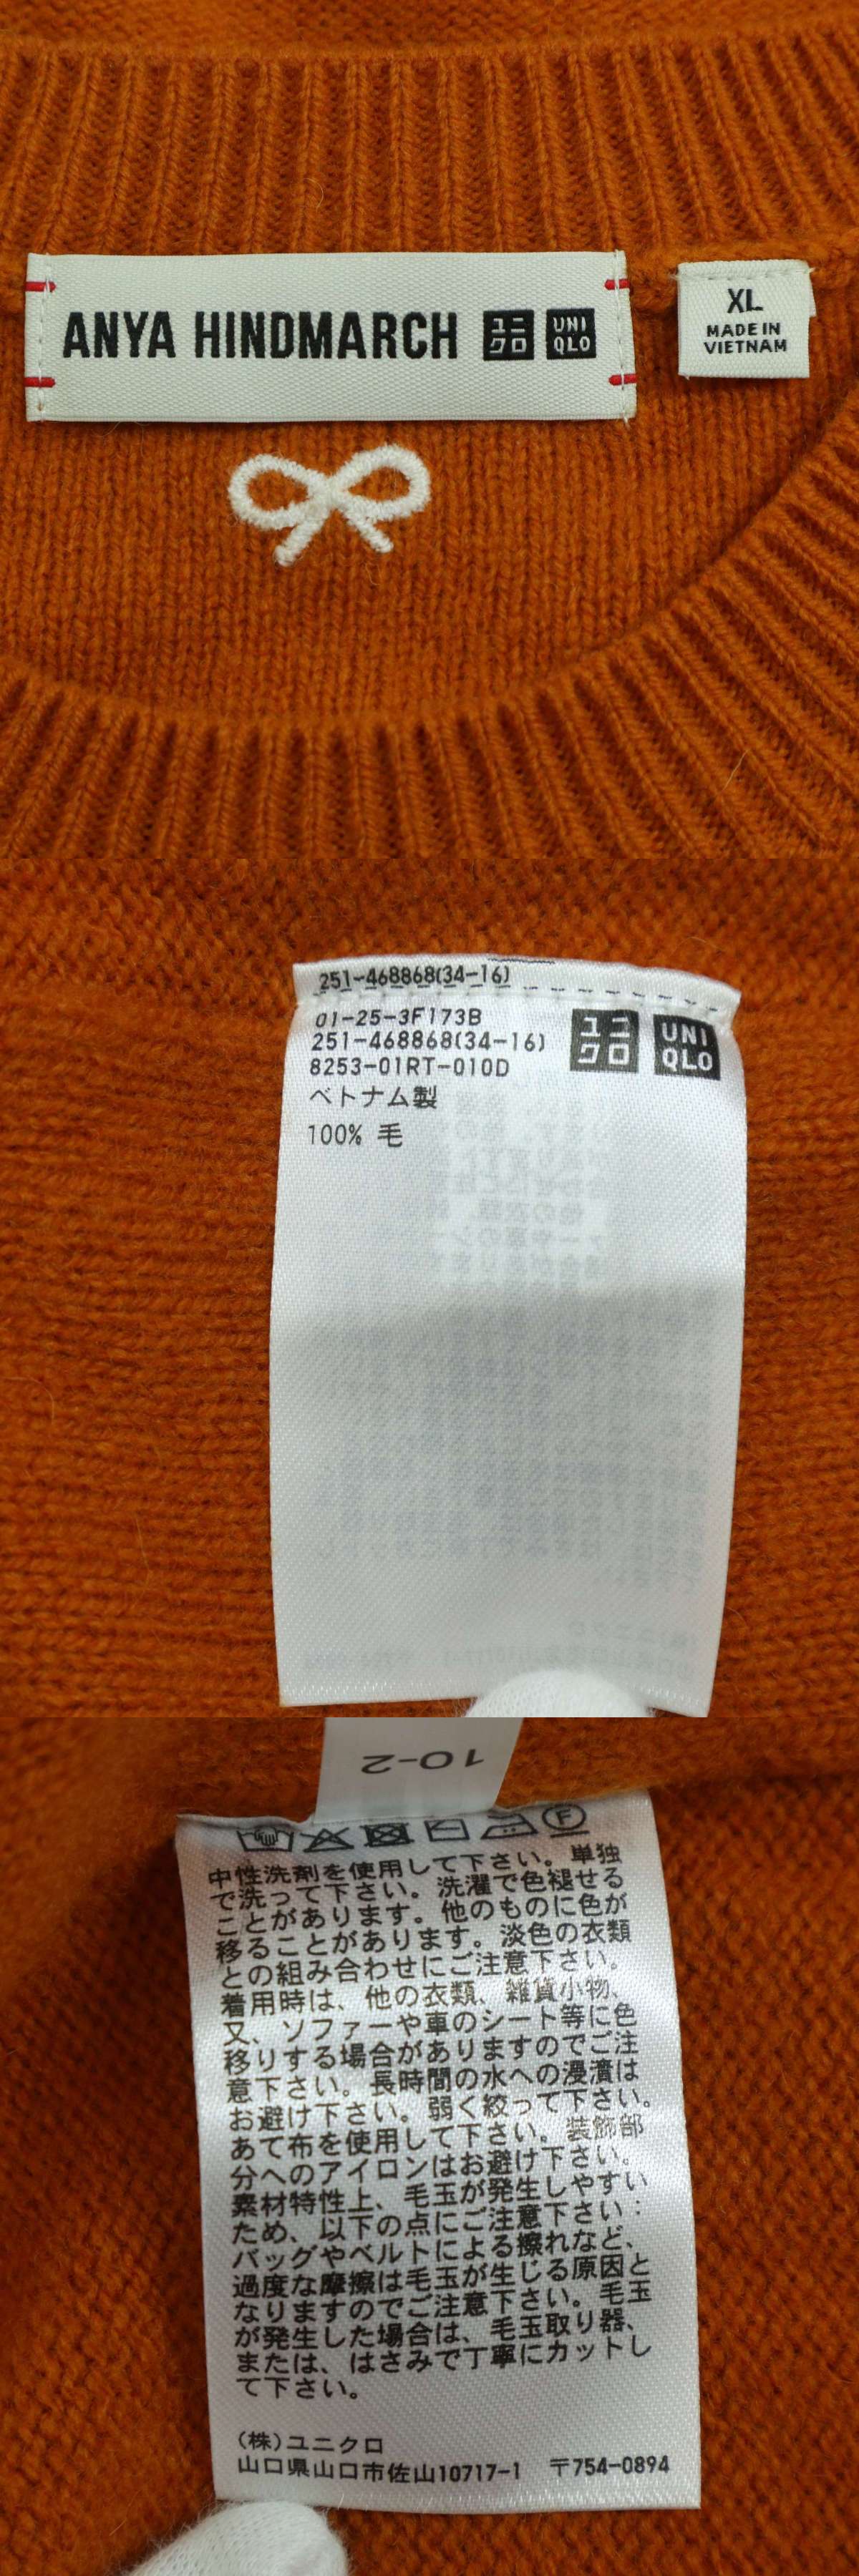 ANYA HINDMARCH ユニクロ UNIQLO
XL
MADE IN
VIETNAM
251-468868(34-16)
01-25-3F173B
251-468868(34-16)
8253-01RT-010D
ユニクロ UNIQLO
ベトナム製
100% 毛
10-2
F
中性洗剤を使用して下さい。単独
で洗って下さい。洗濯で色褪せる
ことがあります。他のものに色が
移ることがあります。淡色の衣類
との組み合わせにご注意下さい。
着用時は、他の衣類、雑貨小物、
又、ソファーや車のシート等に色
移りする場合がありますのでご注
意下さい。長時間の水への浸漬は
お避け下さい。弱く絞って下さい。
あて布を使用して下さい。装飾部
分へのアイロンはお避け下さい。
素材特性上、毛玉が発生しやすい
ため、以下の点にご注意下さい：
バッグやベルトによる擦れなど、
過度な摩擦は毛玉が生じる原因と
なりますのでご注意下さい。毛玉
が発生した場合は、毛玉取り器、
または、はさみで丁寧にカットし
て下さい。
(株)ユニクロ
山口県山口市佐山10717-1 〒754-0894